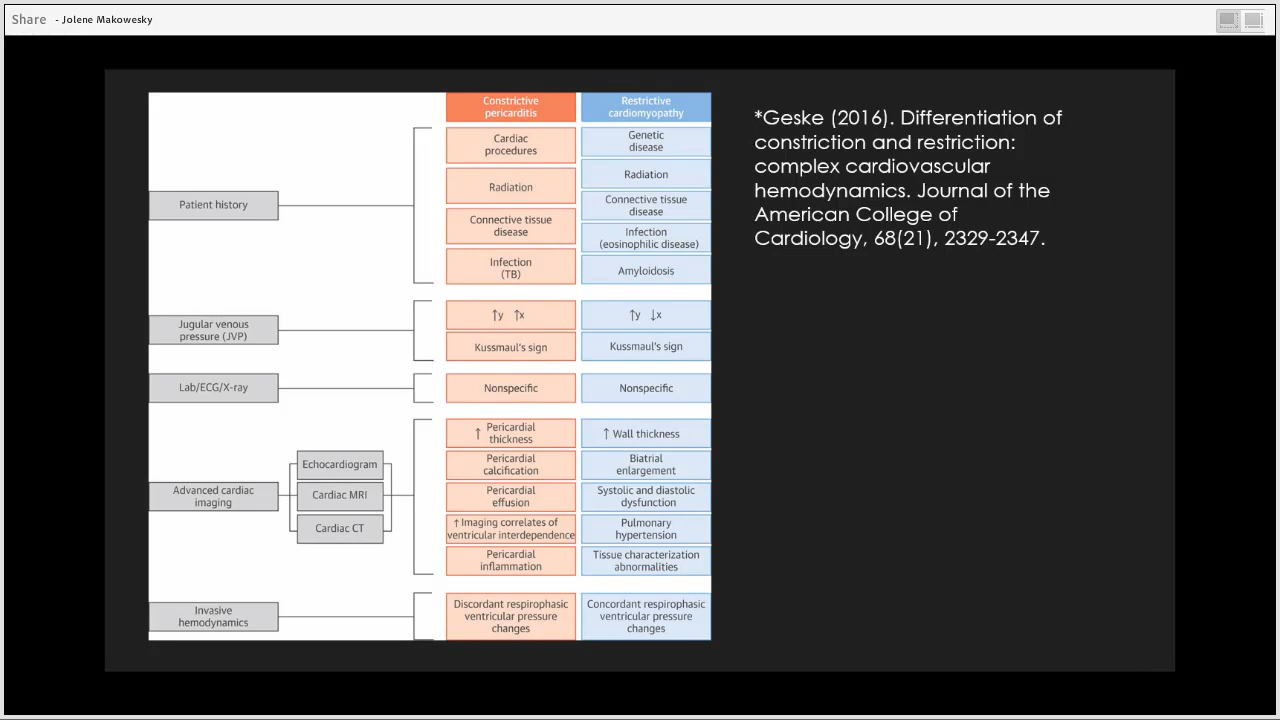 Share - Jolene Makowesky
Constrictive
pericarditis
Restrictive
cardiomyopathy
Patient history
Cardiac
procedures
Radiation
Connective tissue
disease
Infection
(TB)
Genetic
disease
Radiation
Connective tissue
disease
Infection
(eosinophilic disease)
Amyloidosis
Jugular venous
pressure (JVP)
↑y ↑x
Kussmaul's sign
↑y ↓x
Kussmaul's sign
Lab/ECG/X-ray
Nonspecific
Nonspecific
Advanced cardiac
imaging
Echocardiogram
Cardiac MRI
Cardiac CT
↑ Pericardial
thickness
Pericardial
calcification
Pericardial
effusion
↑Imaging correlates of
ventricular interdependence
Pericardial
inflammation
↑ Wall thickness
Biatrial
enlargement
Systolic and diastolic
dysfunction
Pulmonary
hypertension
Tissue characterization
abnormalities
Invasive
hemodynamics
Discordant respirophasic
ventricular pressure
changes
Concordant respirophasic
ventricular pressure
changes
*Geske (2016). Differentiation of
constriction and restriction:
complex cardiovascular
hemodynamics. Journal of the
American College of
Cardiology, 68(21), 2329-2347.